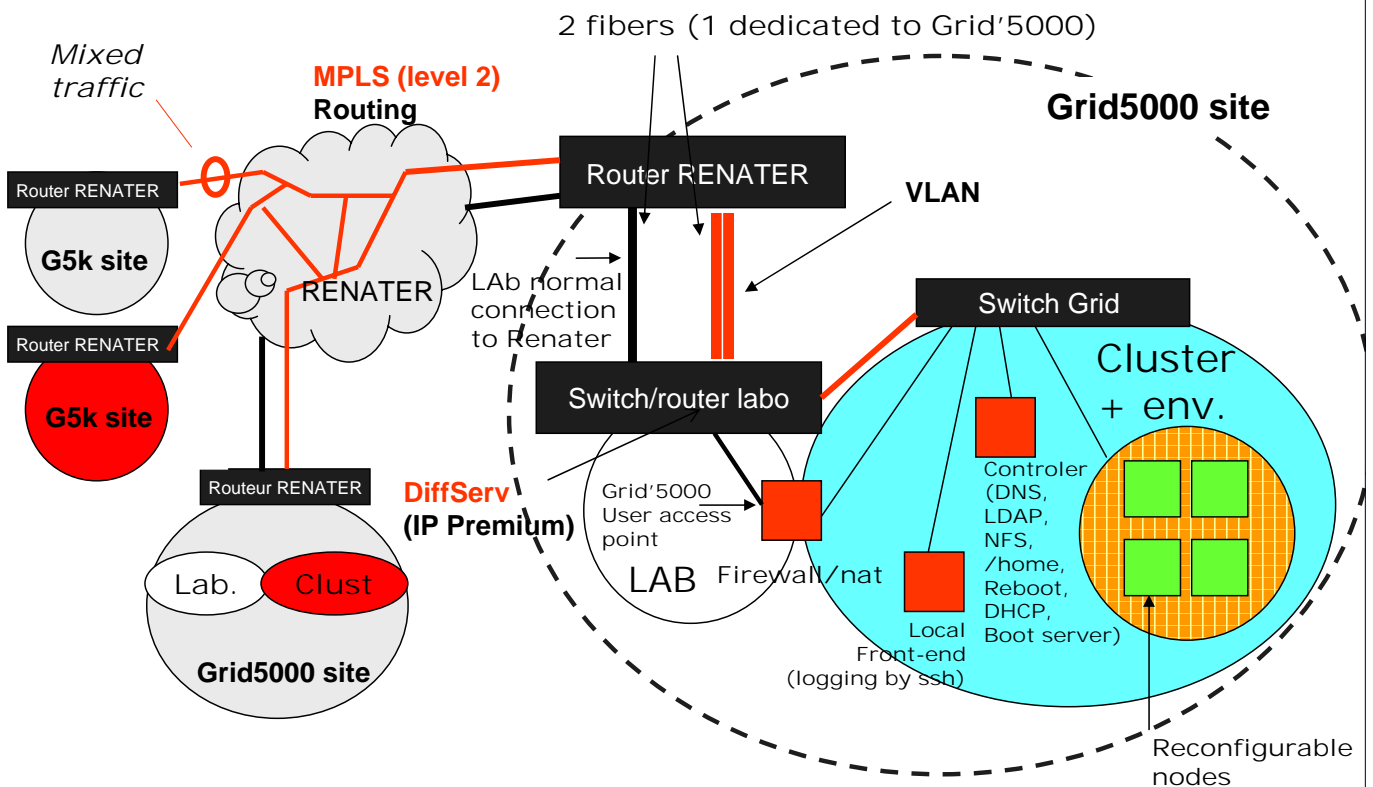 2 fibers (1 dedicated to Grid'5000)
Mixed
traffic
MPLS (level 2)
Routing
Grid5000 site
Router RENATER
Router RENATER
VLAN
G5k site
LAb normal
connection
to Renater
RENATER
Switch Grid
Router RENATER
Cluster
+ env.
Switch/router labo
G5k site
Controler
(DNS,
LDAP,
NFS,
/home,
Reboot,
DHCP,
Boot server)
Routeur RENATER
DiffServ
(IP Premium)
Grid'5000
User access
point
LAB
Firewall/nat
Lab.
Clust
Local
Front-end
(logging by ssh)
Grid5000 site
Reconfigurable
nodes